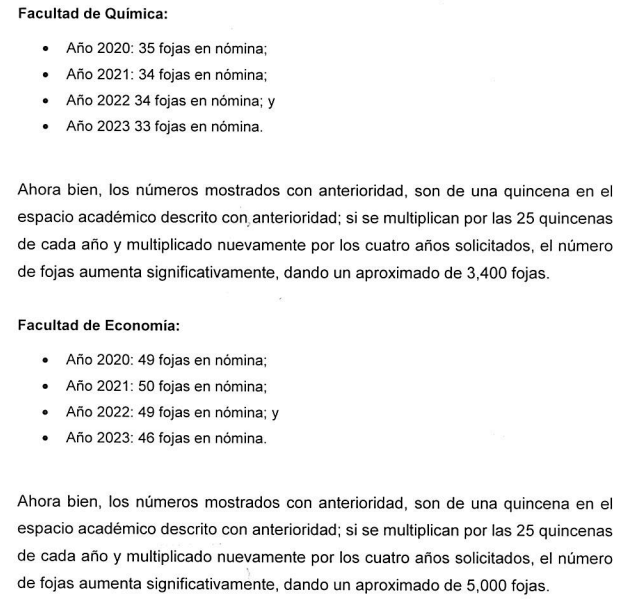 Facultad de Química:
• Año 2020: 35 fojas en nómina;
• Año 2021: 34 fojas en nómina;
• Año 2022 34 fojas en nómina; y
• Año 2023 33 fojas en nómina.
Ahora bien, los números mostrados con anterioridad, son de una quincena en el
espacio académico descrito con anterioridad; si se multiplican por las 25 quincenas
de cada año y multiplicado nuevamente por los cuatro años solicitados, el número
de fojas aumenta significativamente, dando un aproximado de 3,400 fojas.
Facultad de Economía:
• Año 2020: 49 fojas en nómina;
• Año 2021: 50 fojas en nómina;
• Año 2022: 49 fojas en nómina; y
• Año 2023: 46 fojas en nómina.
Ahora bien, los números mostrados con anterioridad, son de una quincena en el
espacio académico descrito con anterioridad; si se multiplican por las 25 quincenas
de cada año y multiplicado nuevamente por los cuatro años solicitados, el número
de fojas aumenta significativamente, dando un aproximado de 5,000 fojas.